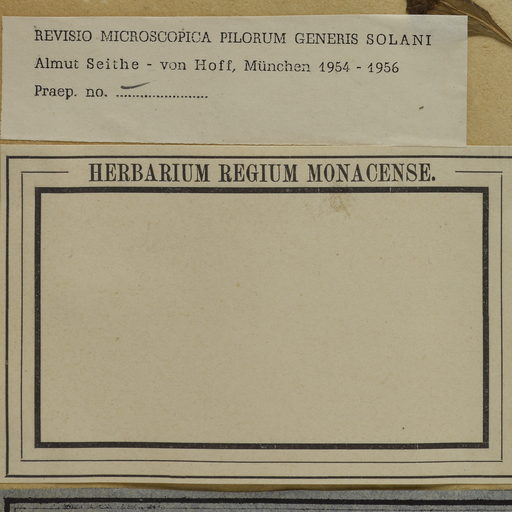 REVISIO MICROSCOPICA PILORUM GENERIS SOLANI
Almut Seithe - von Hoff, München 1954 - 1956
Praep. no. ........................
HERBARIUM REGIUM MONACENSE.